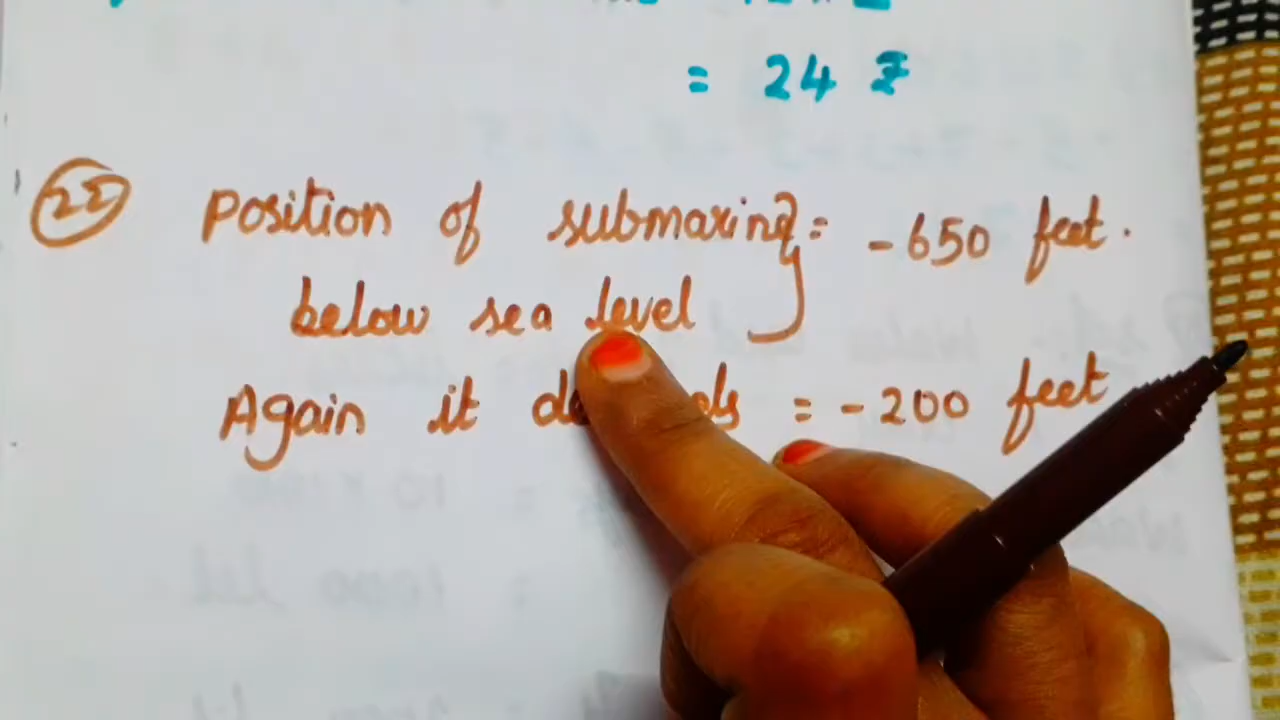 = 24 Z
22 Position of submarine = -650 feet.
below sea level
Again it = -200 feet